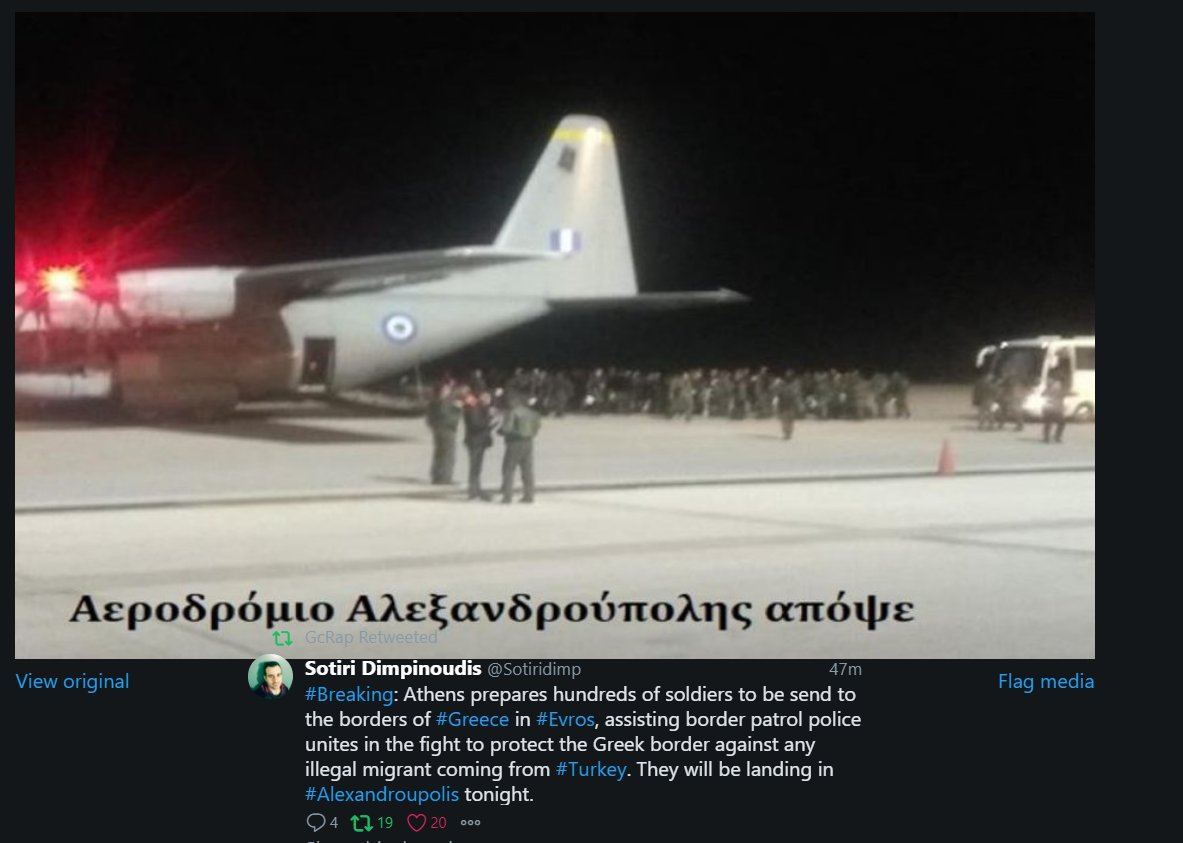 Αεροδρόμιο Αλεξανδρούπολης απόψε
GcRap Retweeted
View original
Sotiri Dimpinoudis @Sotiridimp 47m
Flag media
#Breaking: Athens prepares hundreds of soldiers to be send to
the borders of #Greece in #Evros, assisting border patrol police
unites in the fight to protect the Greek border against any
illegal migrant coming from #Turkey. They will be landing in
#Alexandroupolis tonight.
4 19 20